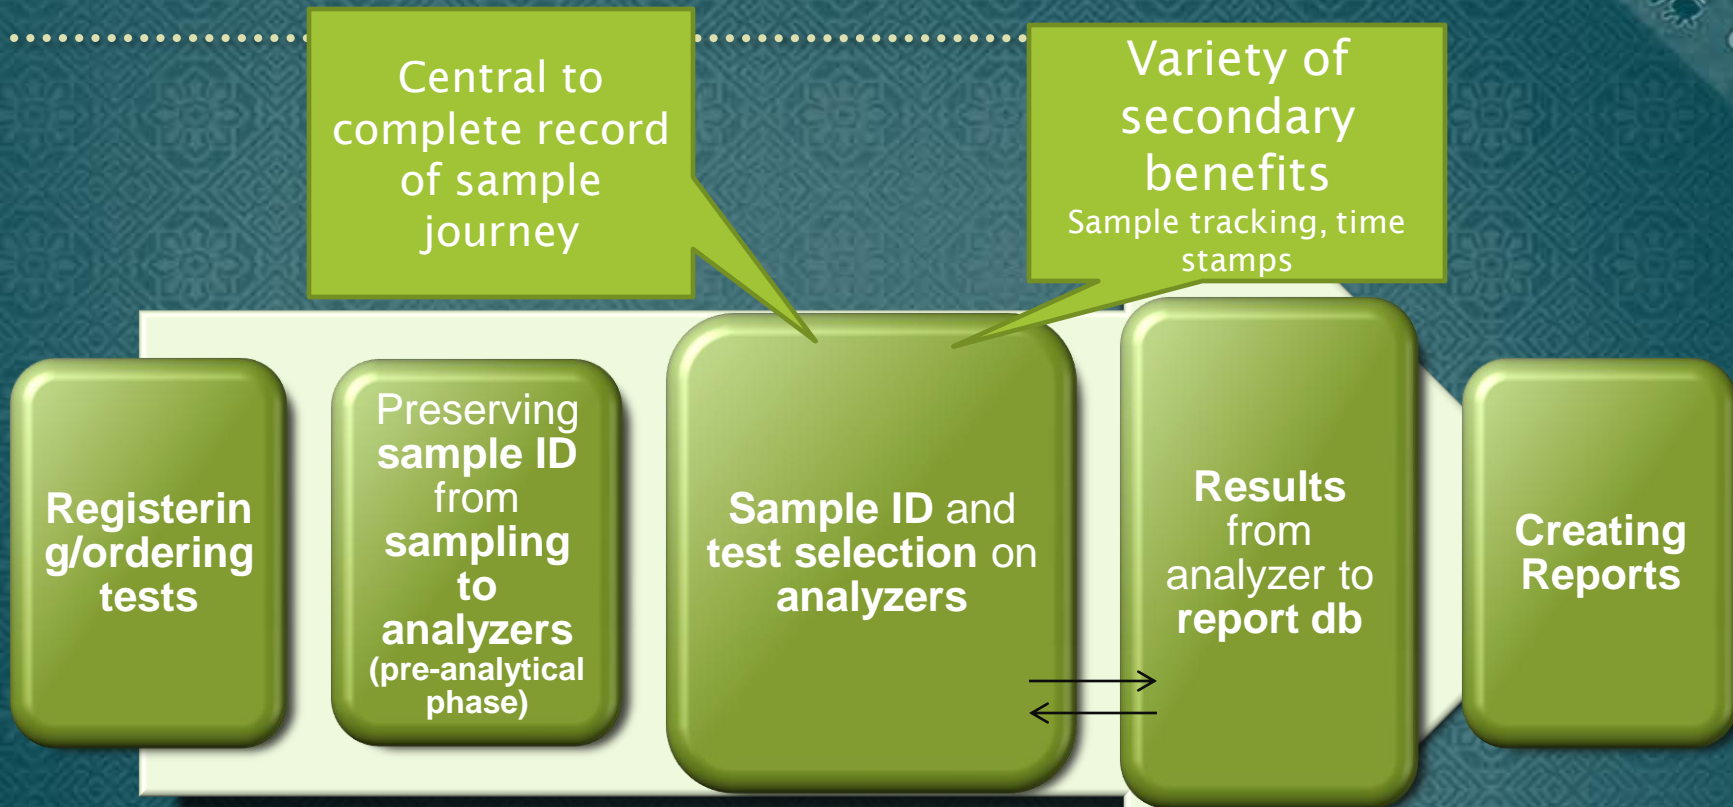 Central to
complete record
of sample
journey
Variety of
secondary
benefits
Sample tracking, time
stamps
Registerin
g/ordering
tests
Preserving
sample ID
from
sampling
to
analyzers
(pre-analytical
phase)
Sample ID and
test selection on
analyzers
Results
from
analyzer to
report db
Creating
Reports